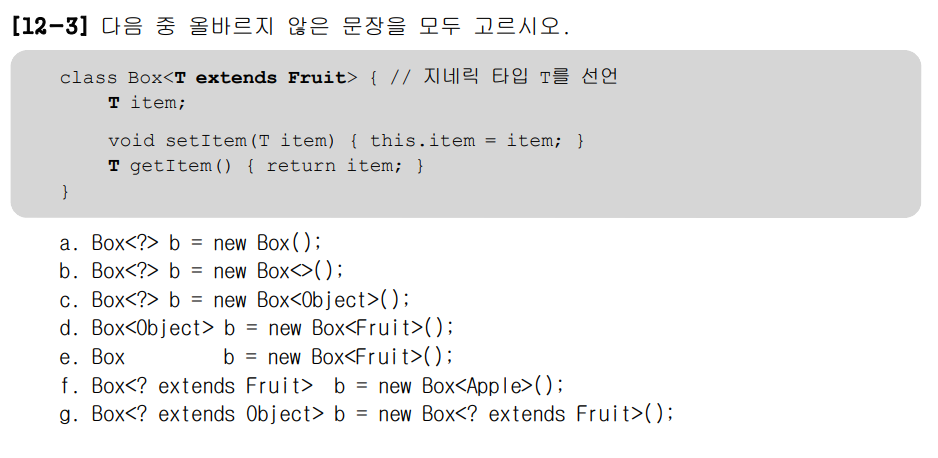 [12-3] 다음 중 올바르지 않은 문장을 모두 고르시오.
class Box<T extends Fruit> { // 지네릭 타입 T를 선언
T item;
void setItem(T item) { this.item = item; }
T getItem() { return item; }
}
a. Box<?> b = new Box();
b. Box<?> b = new Box<>();
c. Box<?> b = new Box<Object>();
d. Box<Object> b = new Box<Fruit>();
e. Box b = new Box<Fruit>();
f. Box<? extends Fruit> b = new Box<Apple>();
g. Box<? extends Object> b = new Box<? extends Fruit>();